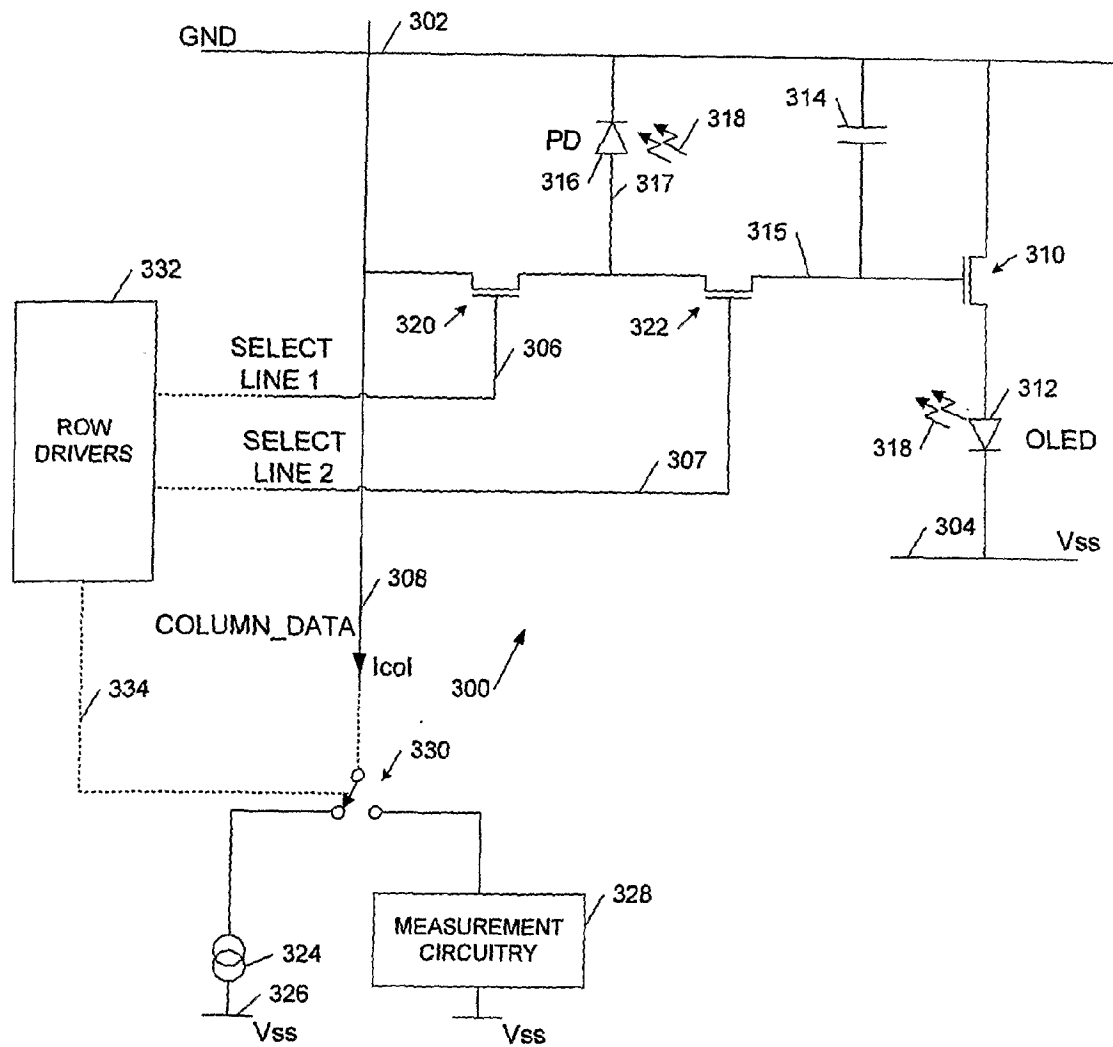 GND
302
314
318
PD
316
317
315
310
332
320
322
306
SELECT
LINE 1
312
ROW
DRIVERS
SELECT
LINE 2
307
318
OLED
304
Vss
308
COLUMN_DATA
Icol
300
334
330
328
MEASUREMENT
CIRCUITRY
324
326
Vss
Vss